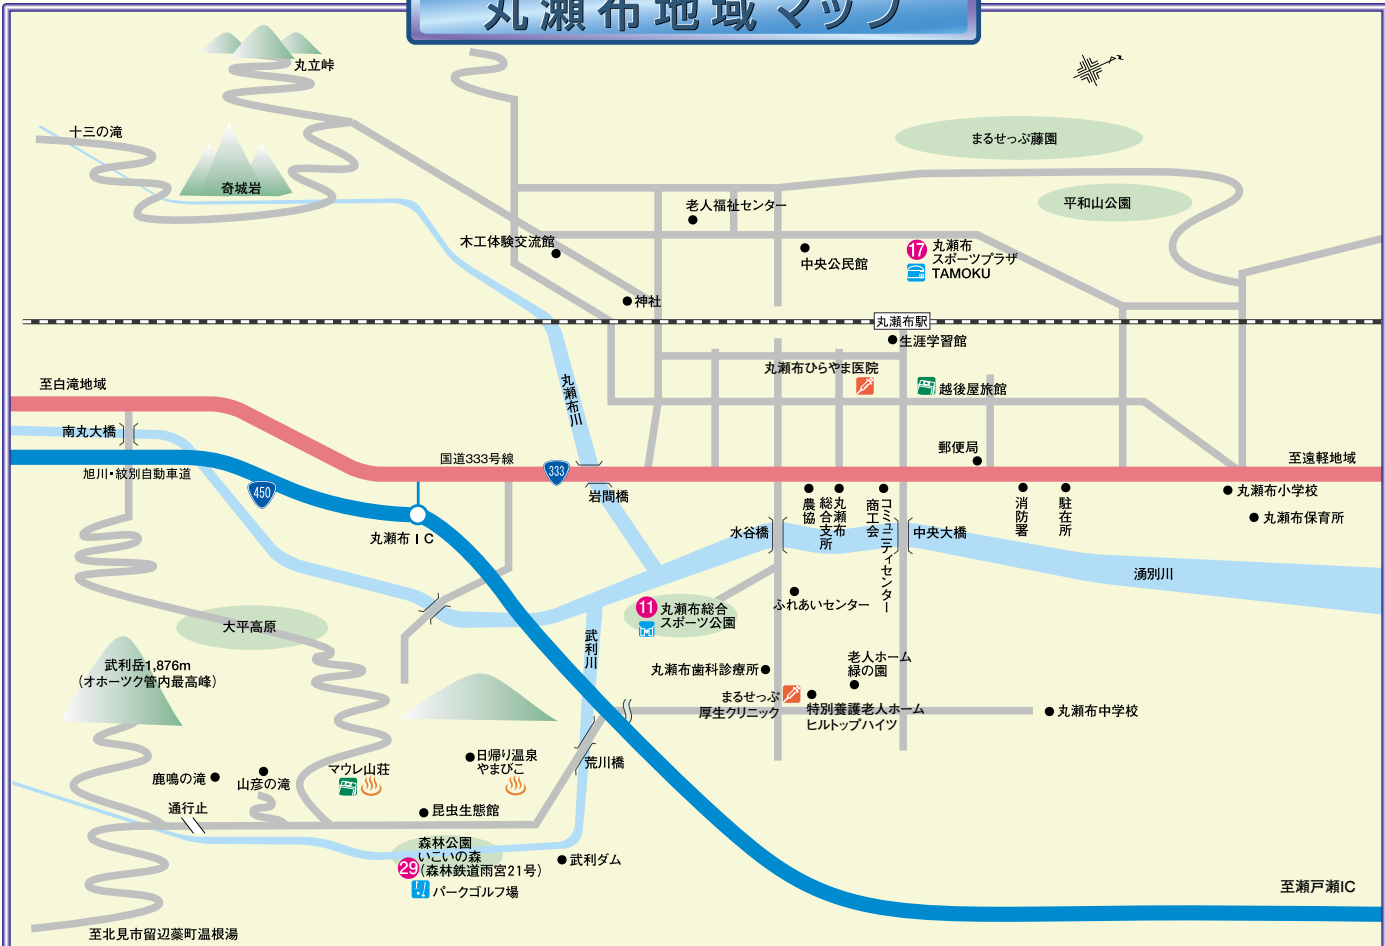 丸瀬布地域マップ
丸立峠
十三の滝
奇城岩
まるせっぷ藤園
平和山公園
老人福祉センター
木工体験交流館
中央公民館
17
丸瀬布
スポーツプラザ
TAMOKU
神社
丸瀬布駅
生涯学習館
丸瀬布ひらやま医院
越後屋旅館
至白滝地域
丸瀬布川
南丸大橋
郵便局
国道333号線
333
至遠軽地域
旭川・紋別自動車道
450
岩間橋
丸瀬布小学校
丸瀬布保育所
農協
丸瀬布
総合支所
商工会
コミュニティセンター
消防署
駐在所
丸瀬布IC
水谷橋
中央大橋
湧別川
ふれあいセンター
11
丸瀬布総合
スポーツ公園
大平高原
武利川
武利岳1,876m
(オホーツク管内最高峰)
丸瀬布歯科診療所
老人ホーム
緑の園
まるせっぷ
厚生クリニック
特別養護老人ホーム
ヒルトップハイツ
丸瀬布中学校
日帰り温泉
やまびこ
荒川橋
マウレ山荘
鹿鳴の滝
山彦の滝
通行止
昆虫生態館
森林公園
いこいの森
29
(森林鉄道雨宮21号)
パークゴルフ場
武利ダム
至瀬戸瀬IC
至北見市留辺蘂町温根湯